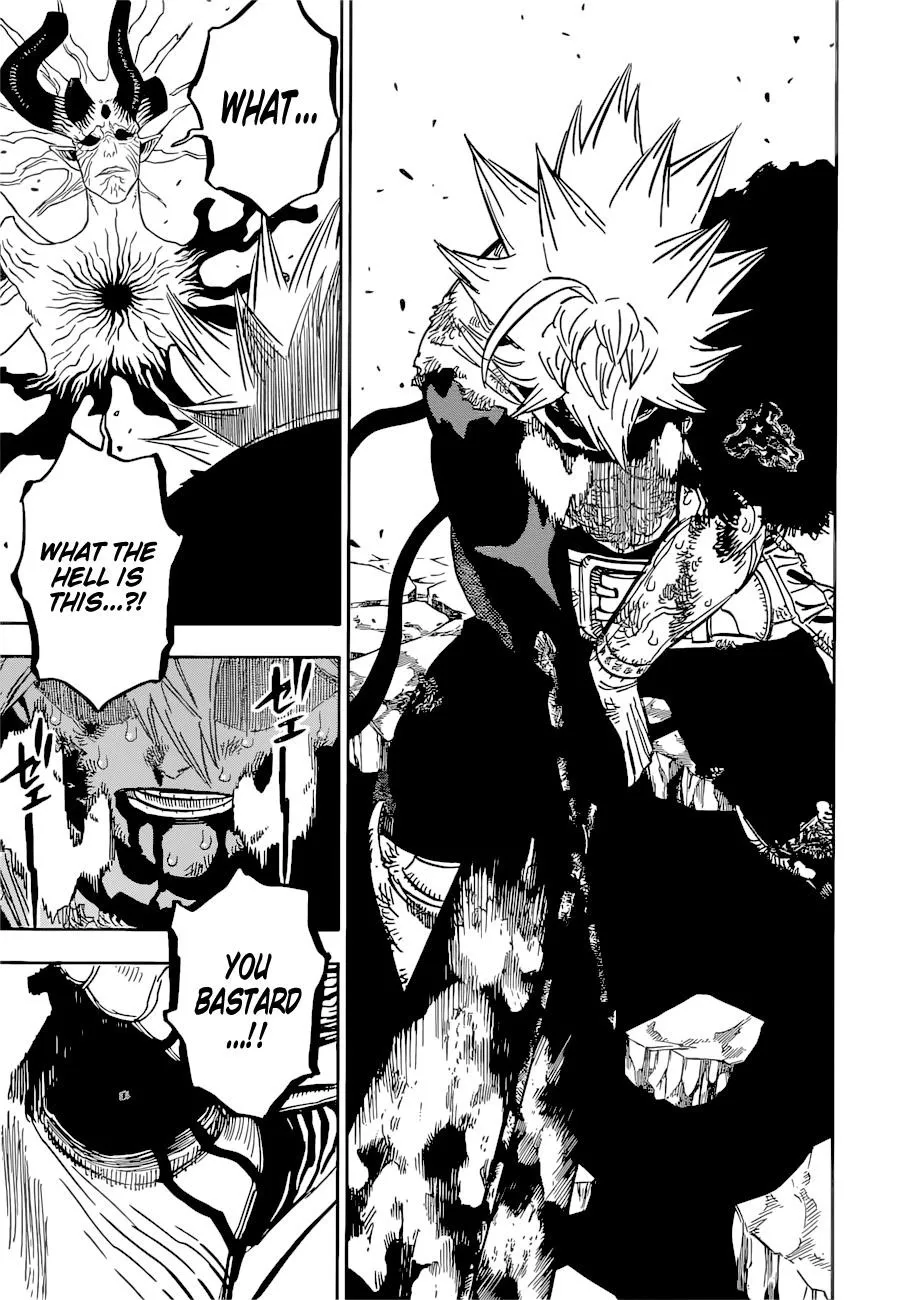 WHAT...
WHAT THE
HELL IS
THIS...?!
ゼェ
ゼェ
YOU
BASTARD
...!!